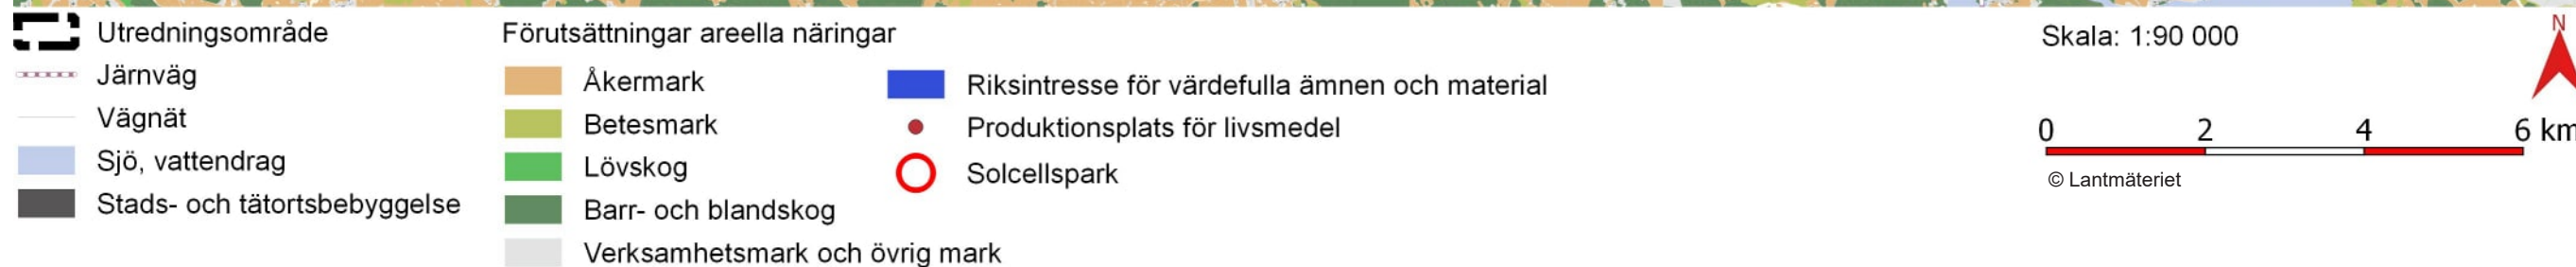 Utredningsområde
Järnväg
Vägnät
Sjö, vattendrag
Stads- och tätortsbebyggelse
Förutsättningar areella näringar
Åkermark
Betesmark
Lövskog
Barr- och blandskog
Verksamhetsmark och övrig mark
Riksintresse för värdefulla ämnen och material
Produktionsplats för livsmedel
Solcellspark
Skala: 1:90 000
N
0 2 4 6 km
© Lantmäteriet